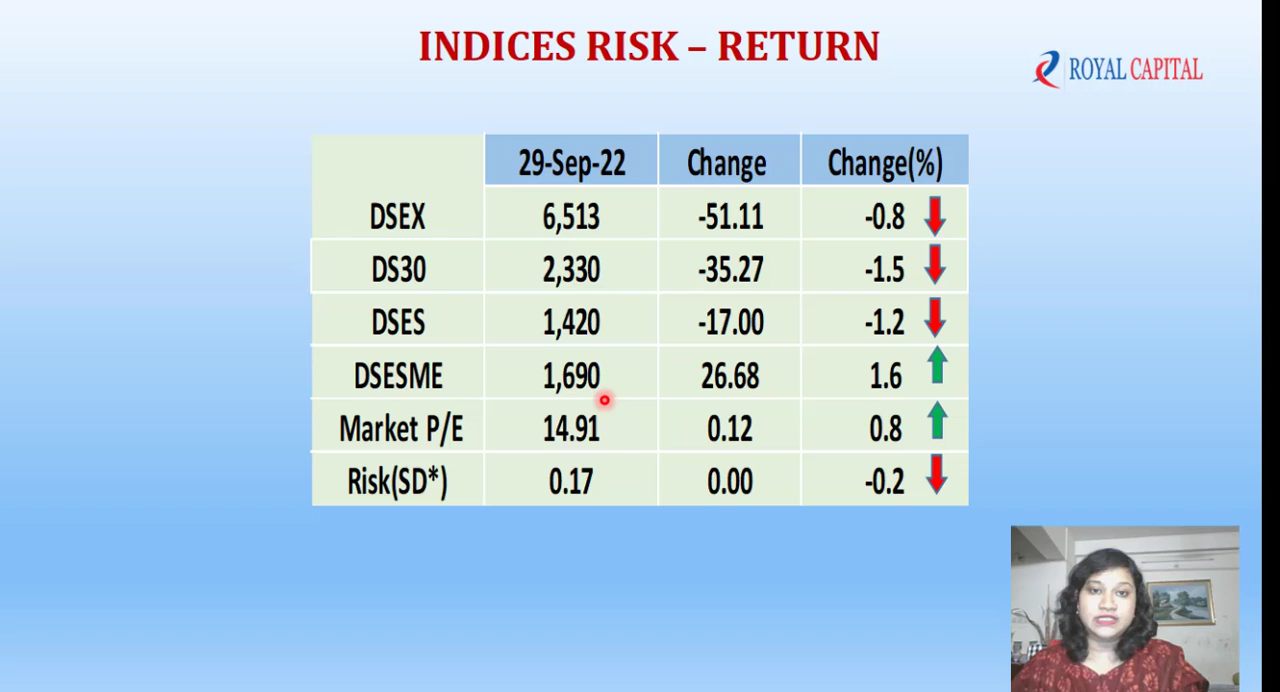 INDICES RISK – RETURN
ROYAL CAPITAL
29-Sep-22 Change Change(%)
DSEX 6,513 -51.11 -0.8
DS30 2,330 -35.27 -1.5
DSES 1,420 -17.00 -1.2
DSESME 1,690 26.68 1.6
Market P/E 14.91 0.12 0.8
Risk(SD*) 0.17 0.00 -0.2